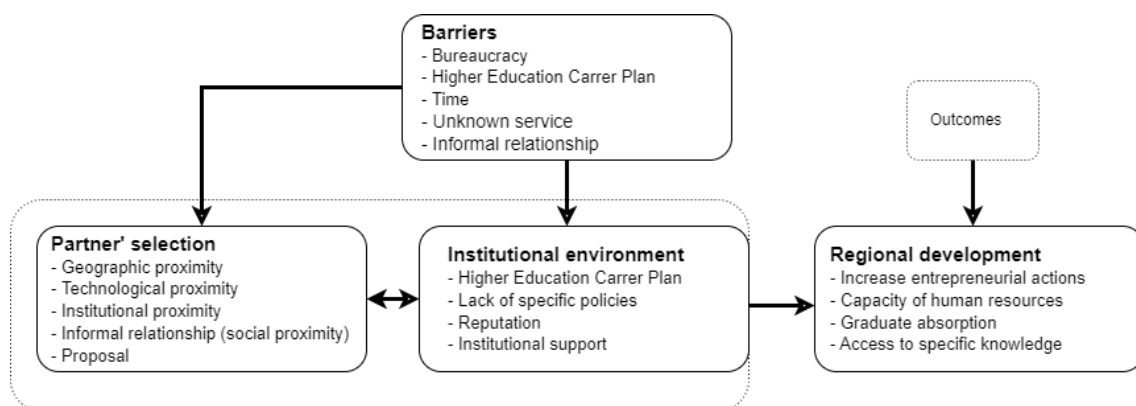 Barriers
- Bureaucracy
- Higher Education Carrer Plan
- Time
- Unknown service
- Informal relationship
Outcomes
Partner' selection
- Geographic proximity
- Technological proximity
- Institutional proximity
- Informal relationship (social proximity)
- Proposal
Institutional environment
- Higher Education Carrer Plan
- Lack of specific policies
- Reputation
- Institutional support
Regional development
- Increase entrepreneurial actions
- Capacity of human resources
- Graduate absorption
- Access to specific knowledge